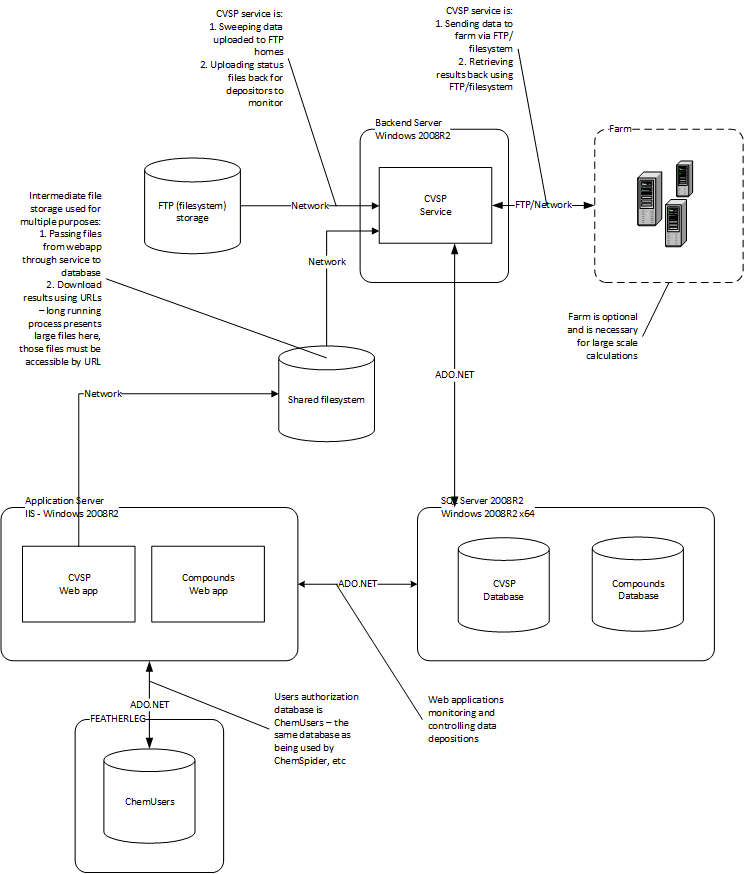 CVSP service is:
1. Sweeping data
uploaded to FTP
homes
2. Uploading status
files back for
depositors to
monitor
CVSP service is:
1. Sending data to
farm via FTP/
filesystem
2. Retrieving
results back using
FTP/filesystem
Backend Server
Windows 2008R2
Farm
FTP (filesystem)
storage
Network
CVSP
Service
FTP/Network
Intermediate file
storage used for
multiple purposes:
1. Passing files
from webapp
through service to
database
2. Download
results using URLs
– long running
process presents
large files here,
those files must be
accessible by URL
Network
Farm is optional
and is necessary
for large scale
calculations
Shared filesystem
ADO.NET
Network
Application Server
IIS - Windows 2008R2
SQL Server 2008R2
Windows 2008R2 x64
CVSP
Web app
Compounds
Web app
ADO.NET
CVSP
Database
Compounds
Database
ADO.NET
FEATHERLEG
ChemUsers
Users authorization
database is
ChemUsers – the
same database as
being used by
ChemSpider, etc
Web applications
monitoring and
controlling data
depositions